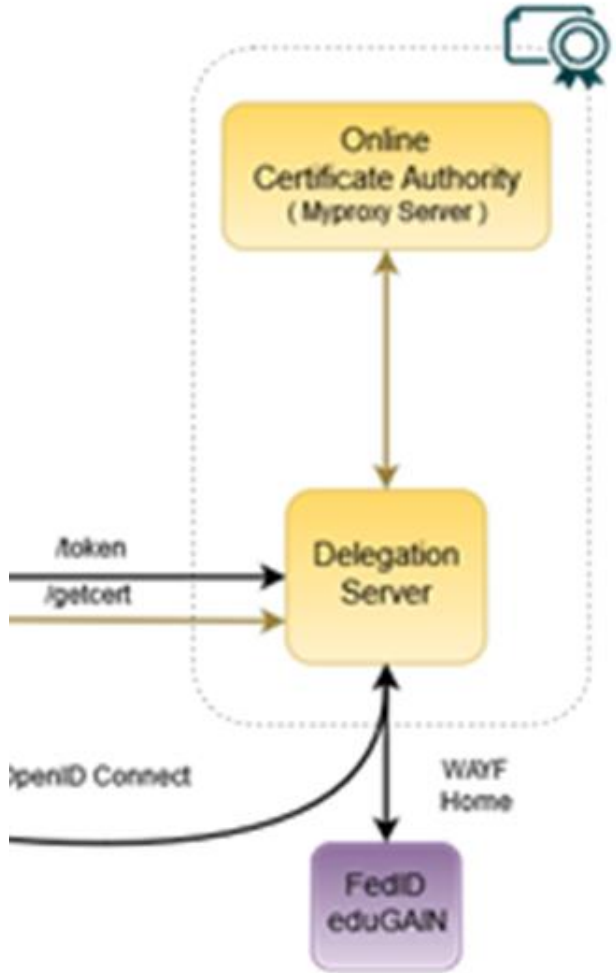 Online
Certificate Authority
( Myproxy Server )
/token
/getcert
Delegation
Server
OpenID Connect
WAYF
Home
FedID
eduGAIN